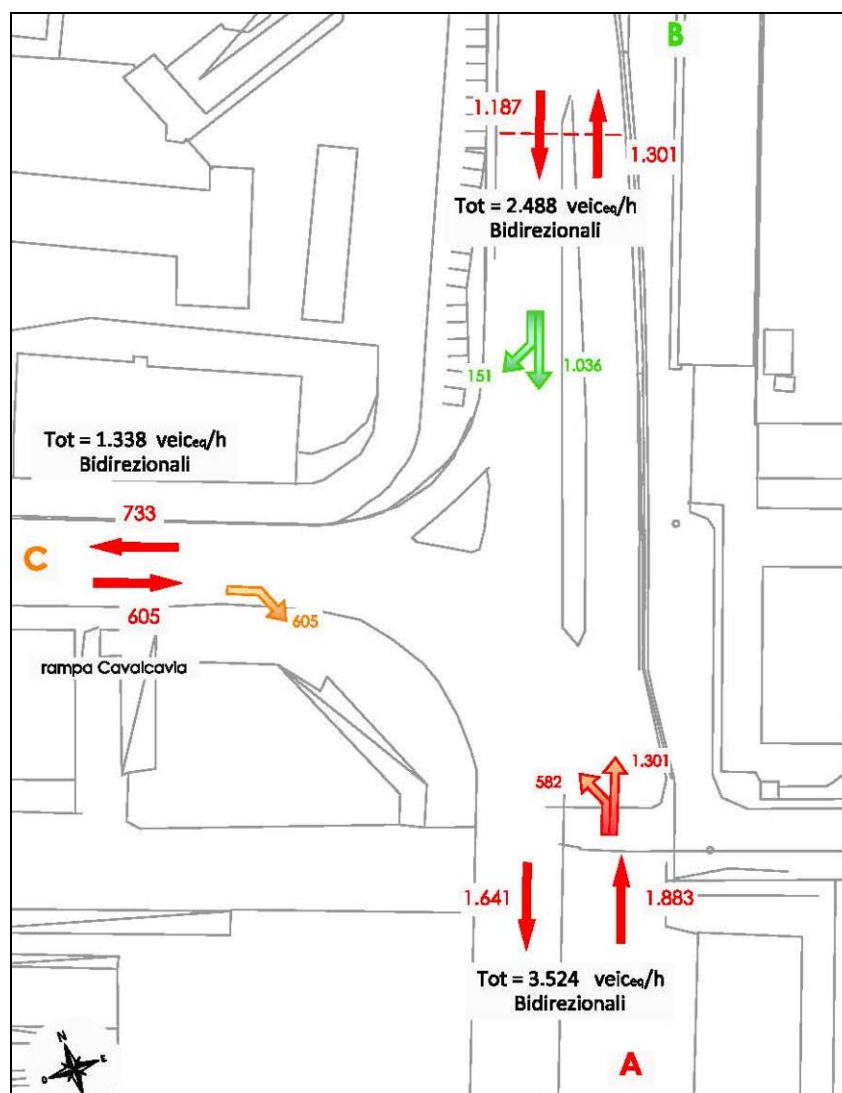 B
1.187
1.301
Tot = 2.488 veiceq/h
Bidirezionali
151
1.036
Tot = 1.338 veiceq/h
Bidirezionali
733
C
605
605
rampa Cavalcavia
1.301
582
1.641
1.883
Tot = 3.524 veiceq/h
Bidirezionali
A
N
E
O
S